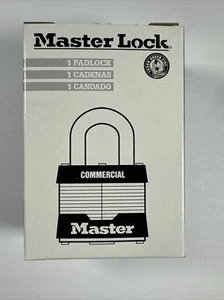 Master Lock®
1 PADLOCK
1 CADENAS
1 CANDADO
COMMERCIAL
Master